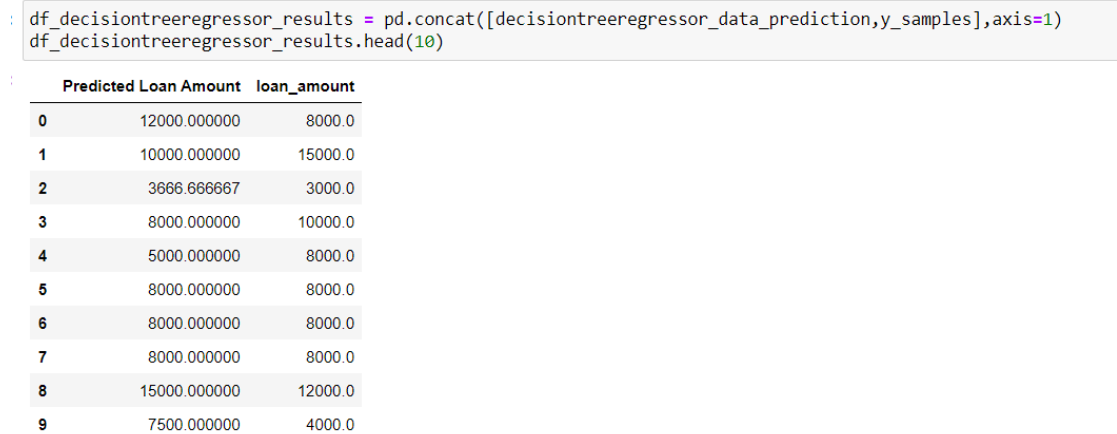 df_decisiontreeregressor_results = pd.concat([decisiontreeregressor_data_prediction,y_samples],axis=1)
df_decisiontreeregressor_results.head(10)
Predicted Loan Amount loan_amount
0 12000.000000 8000.0
1 10000.000000 15000.0
2 3666.666667 3000.0
3 8000.000000 10000.0
4 5000.000000 8000.0
5 8000.000000 8000.0
6 8000.000000 8000.0
7 8000.000000 8000.0
8 15000.000000 12000.0
9 7500.000000 4000.0